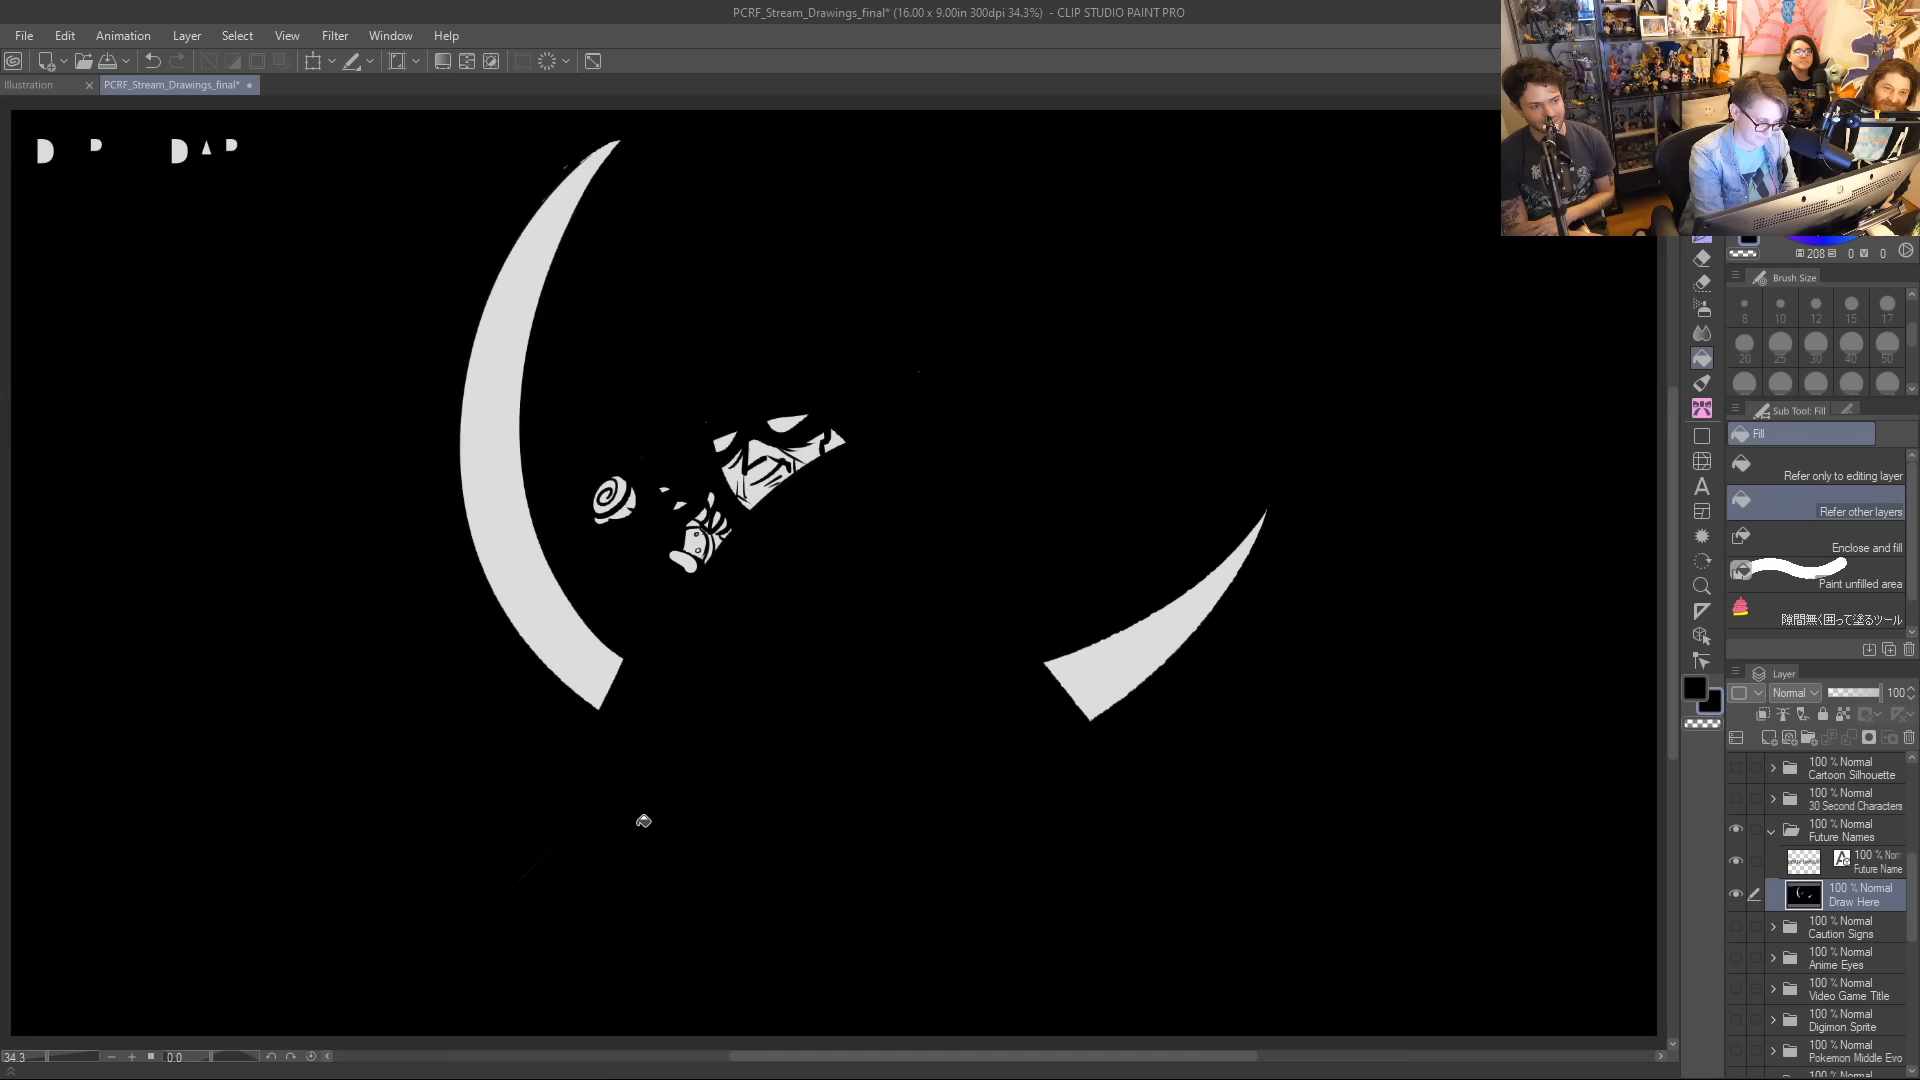 PCRF_Stream_Drawings_final* (16.00 x 9.00in 300dpi 34.3%) - CLIP STUDIO PAINT PRO
File Edit Animation Layer Select View Filter Window Help
Illustration PCRF_Stream_Drawings_final*
D P D A P
208 0 0
Brush Size
8 10 12 15 17
20 25 30 40 50
Sub Tool: Fill
Fill
Refer only to editing layer
Refer other layers
Enclose and fill
Paint unfilled area
隙間無く囲って塗るツール
Layer
Normal 100
100 % Normal
Cartoon Silhouette
100 % Normal
30 Second Characters
100 % Normal
Future Names
100 % Norm
Future Name
100 % Normal
Draw Here
100 % Normal
Caution Signs
100 % Normal
Anime Eyes
100 % Normal
Video Game Title
100 % Normal
Digimon Sprite
100 % Normal
Pokemon Middle Evo
34.3 0.0